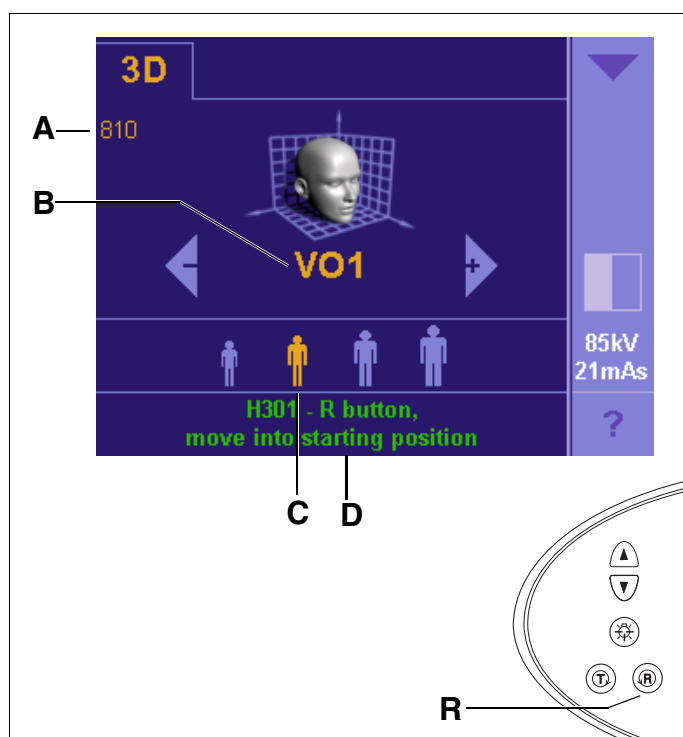 3D
A
810
B
- VO1 +
85kV
21mAs
H301 - R button,
move into starting position
?
C
D
T R
R